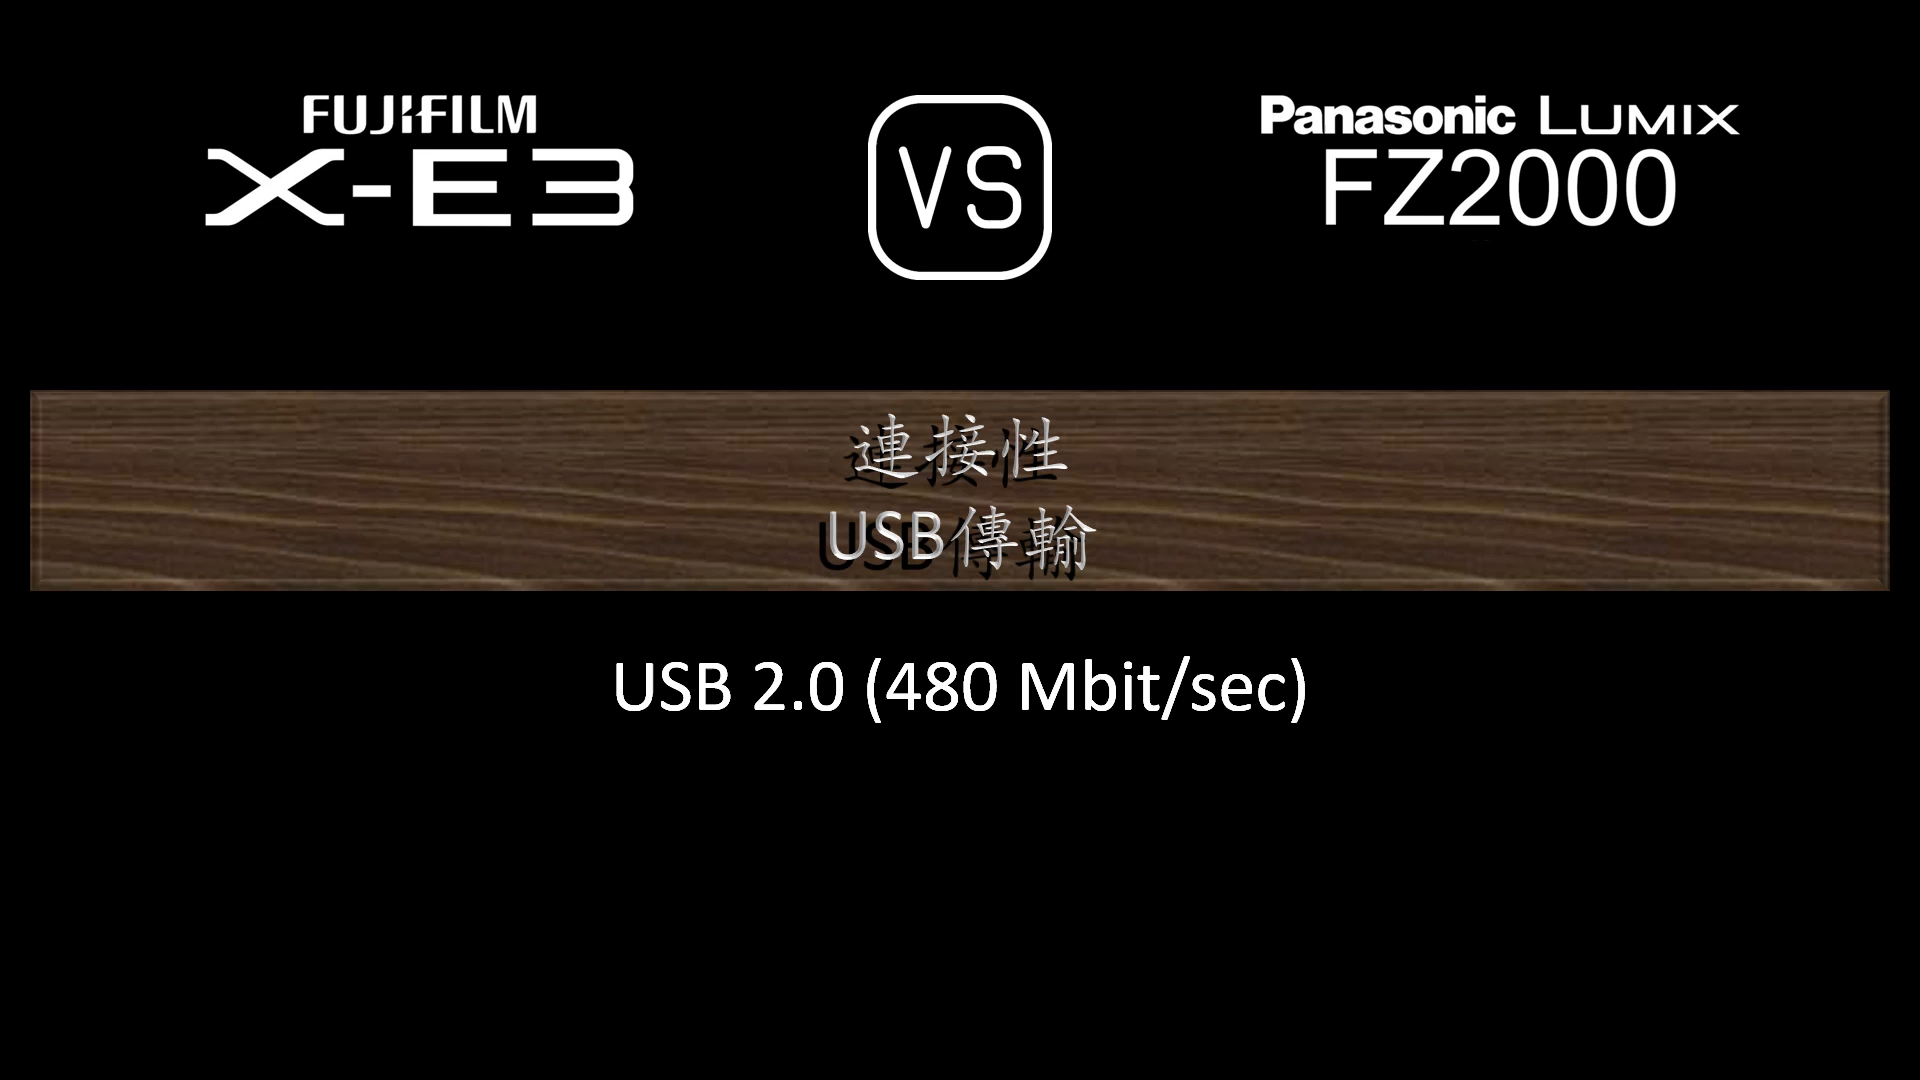 FUJIFILM
X-E3
VS
Panasonic LUMIX
FZ2000
連接性
USB傳輸
USB 2.0 (480 Mbit/sec)